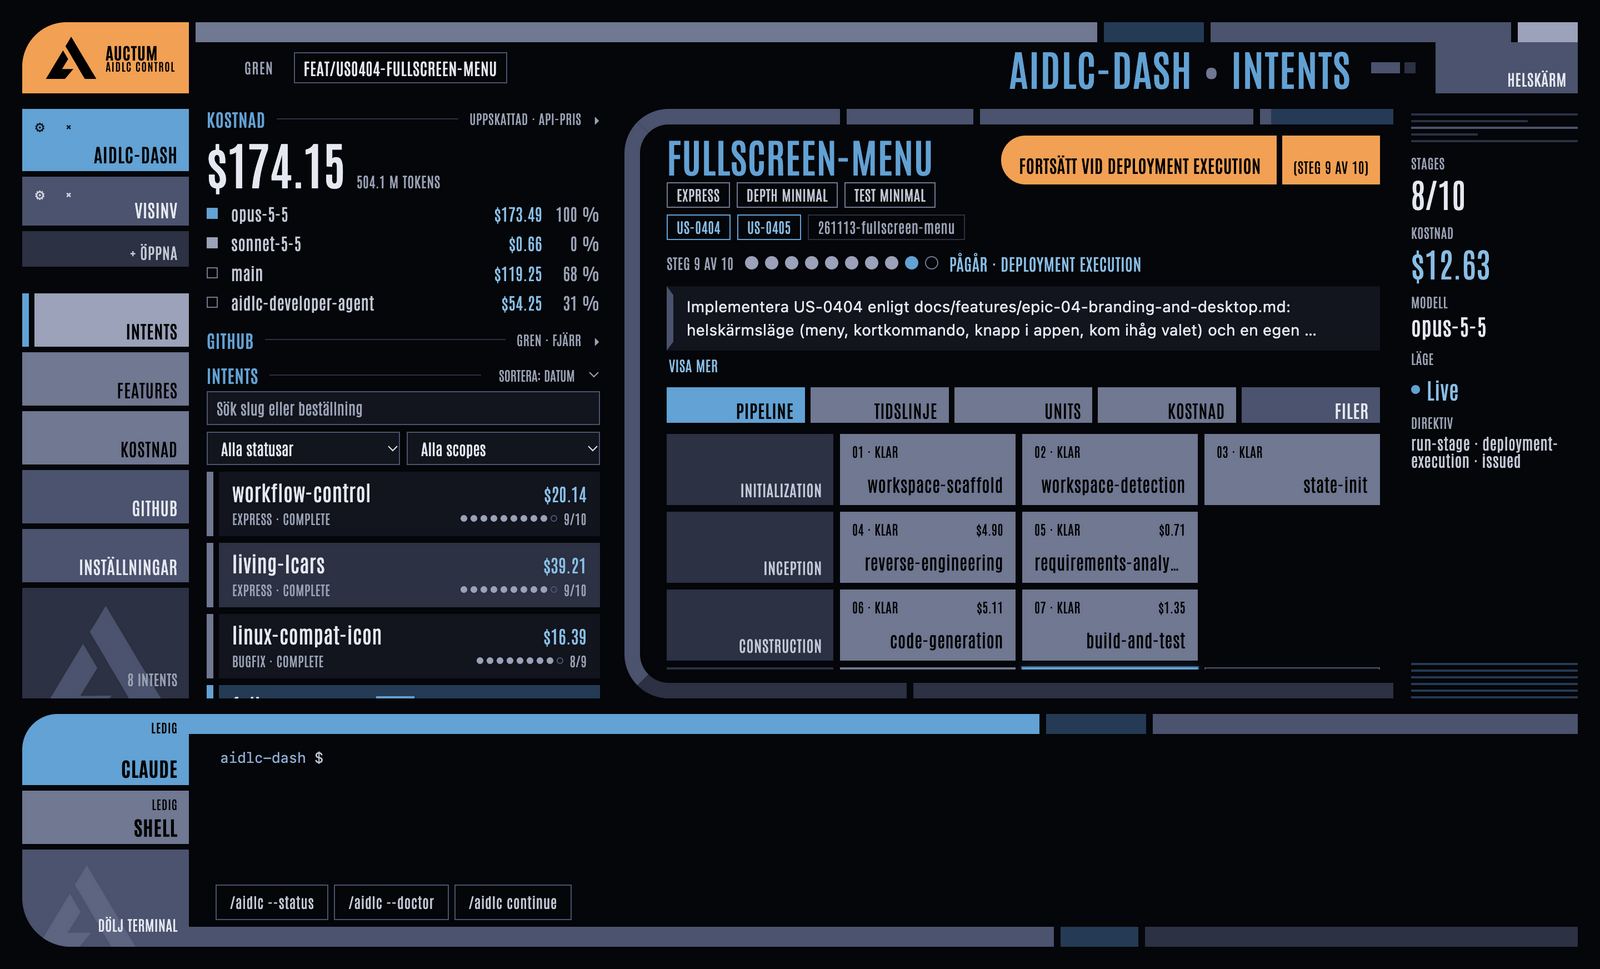 AUCTUM
AIDLC CONTROL
GREN
FEAT/US0404-FULLSCREEN-MENU
AIDLC-DASH • INTENTS
HELSKÄRM
AIDLC-DASH
VISINV
+ ÖPPNA
INTENTS
FEATURES
KOSTNAD
GITHUB
INSTÄLLNINGAR
8 INTENTS
KOSTNAD
UPPSKATTAD · API-PRIS
$174.15
504.1 M TOKENS
opus-5-5 $173.49 100 %
sonnet-5-5 $0.66 0 %
main $119.25 68 %
aidlc-developer-agent $54.25 31 %
GITHUB
GREN · FJÄRR
INTENTS
SORTERA: DATUM
Sök slug eller beställning
Alla statusar
Alla scopes
workflow-control $20.14
EXPRESS · COMPLETE 9/10
living-lcars $39.21
EXPRESS · COMPLETE 9/10
linux-compat-icon $16.39
BUGFIX · COMPLETE 8/9
FULLSCREEN-MENU
FORTSÄTT VID DEPLOYMENT EXECUTION
(STEG 9 AV 10)
EXPRESS
DEPTH MINIMAL
TEST MINIMAL
US-0404
US-0405
261113-fullscreen-menu
STEG 9 AV 10
PÅGÅR · DEPLOYMENT EXECUTION
Implementera US-0404 enligt docs/features/epic-04-branding-and-desktop.md:
helskärmsläge (meny, kortkommando, knapp i appen, kom ihåg valet) och en egen ...
VISA MER
PIPELINE
TIDSLINJE
UNITS
KOSTNAD
FILER
INITIALIZATION
01 · KLAR
workspace-scaffold
02 · KLAR
workspace-detection
03 · KLAR
state-init
INCEPTION
04 · KLAR $4.90
reverse-engineering
05 · KLAR $0.71
requirements-analy...
CONSTRUCTION
06 · KLAR $5.11
code-generation
07 · KLAR $1.35
build-and-test
STAGES
8/10
KOSTNAD
$12.63
MODELL
opus-5-5
LÄGE
Live
DIREKTIV
run-stage · deployment-
execution · issued
LEDIG
CLAUDE
LEDIG
SHELL
DÖLJ TERMINAL
aidlc-dash $
/aidlc --status
/aidlc --doctor
/aidlc continue